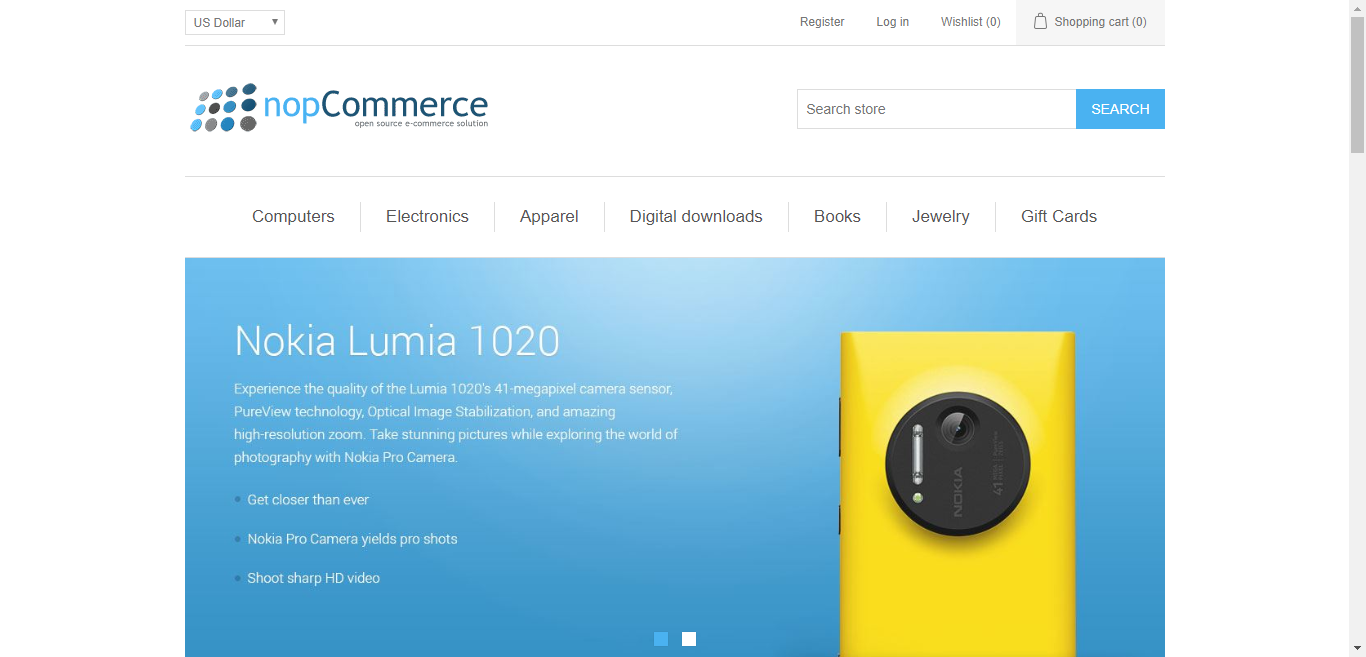 US Dollar
Register
Log in
Wishlist (0)
Shopping cart (0)
nopCommerce
open source e-commerce solution
Search store
SEARCH
Computers
Electronics
Apparel
Digital downloads
Books
Jewelry
Gift Cards
Nokia Lumia 1020
Experience the quality of the Lumia 1020's 41-megapixel camera sensor,
PureView technology, Optical Image Stabilization, and amazing
high-resolution zoom. Take stunning pictures while exploring the world of
photography with Nokia Pro Camera.
Get closer than ever
Nokia Pro Camera yields pro shots
Shoot sharp HD video
NOKIA
41